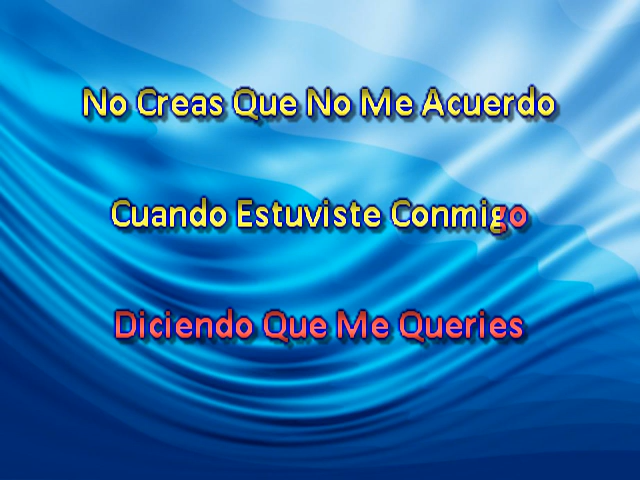 No Creas Que No Me Acuerdo
Cuando Estuviste Conmigo
Diciendo Que Me Queries